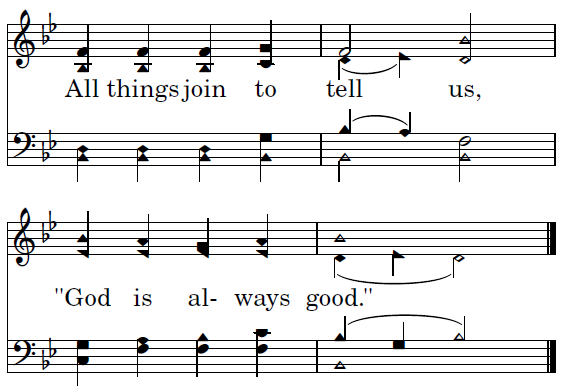 All things join to tell us,
"God is al- ways good."